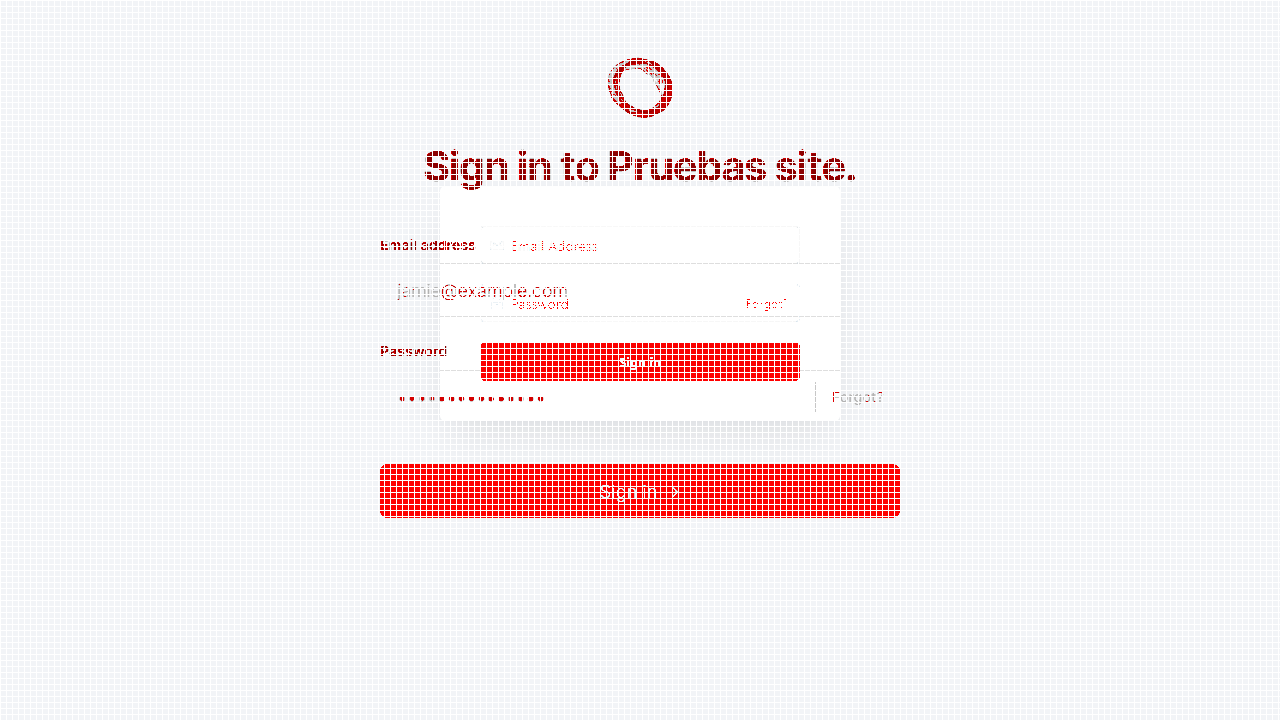 Sign in to Pruebas site.
Email address
Email Address
jamie@example.com
Password
Forgot?
Sign in
Password
Forgot?
Sign in